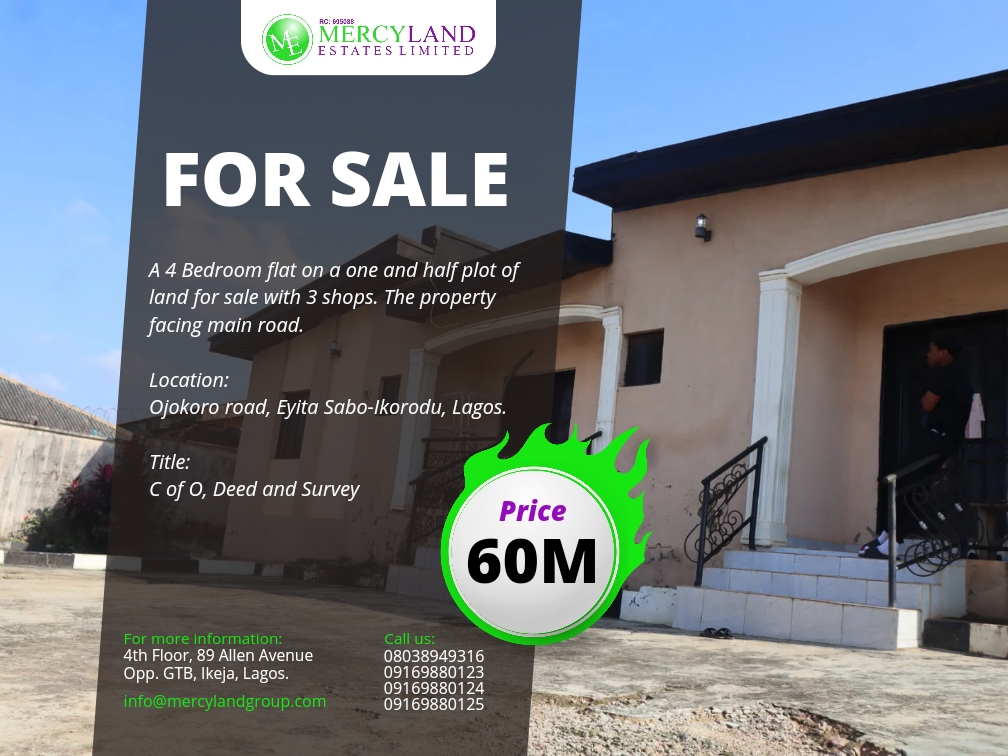 RC: 695088
ME
MERCYLAND
ESTATES LIMITED
FOR SALE
A 4 Bedroom flat on a one and half plot of
land for sale with 3 shops. The property
facing main road.
Location:
Ojokoro road, Eyita Sabo-Ikorodu, Lagos.
Title:
C of O, Deed and Survey
Price
60M
For more information:
4th Floor, 89 Allen Avenue
Opp. GTB, Ikeja, Lagos.
info@mercylandgroup.com
Call us:
08038949316
09169880123
09169880124
09169880125